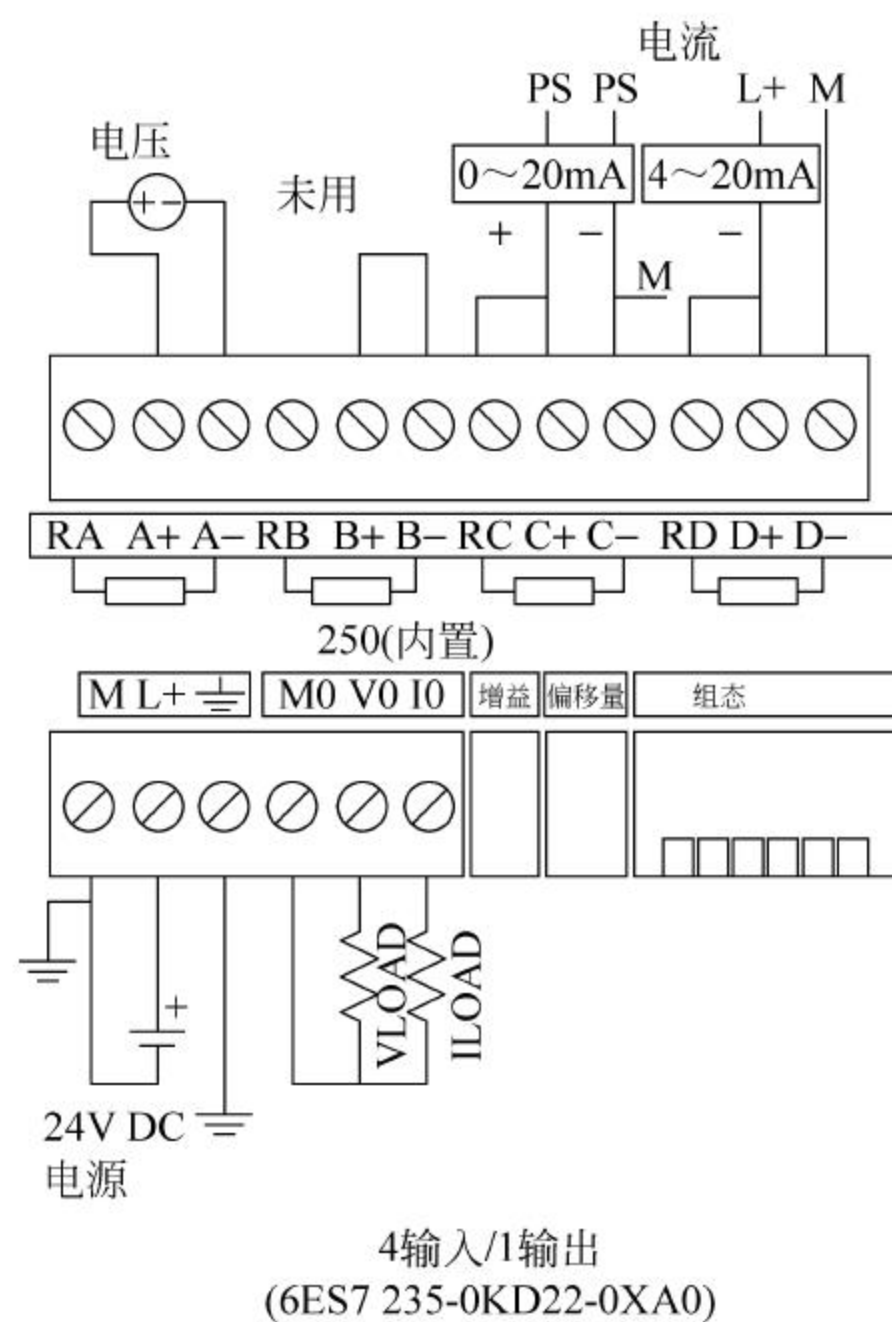 电流
PS PS L+ M
电压
0～20mA 4～20mA
未用
+ − −
M
+−
RA A+ A− RB B+ B− RC C+ C− RD D+ D−
250(内置)
M L+ M0 V0 I0 增益 偏移量 组态
VLOAD
ILOAD
+
24V DC
电源
4输入/1输出
(6ES7 235-0KD22-0XA0)